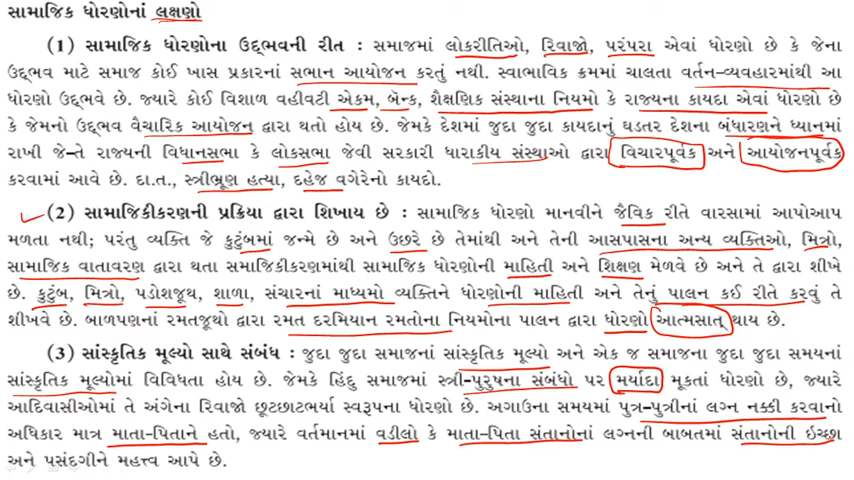 સામાજિક ધોરણોનાં લક્ષણો
(1) સામાજિક ધોરણોના ઉદ્ભવની રીત : સમાજમાં લોકરીતિઓ, રિવાજો, પરંપરા એવાં ધોરણો છે કે જેના
ઉદ્ભવ માટે સમાજ કોઈ ખાસ પ્રકારનાં સભાન આયોજન કરતું નથી. સ્વાભાવિક ક્રમમાં ચાલતા વર્તન-વ્યવહારમાંથી આ
ધોરણો ઉદ્ભવે છે. જ્યારે કોઈ વિશાળ વહીવટી એકમ, બૅન્ક, શૈક્ષણિક સંસ્થાના નિયમો કે રાજ્યના કાયદા એવાં ધોરણો છે
કે જેમનો ઉદ્ભવ વૈચારિક આયોજન દ્વારા થતો હોય છે. જેમકે દેશમાં જુદા જુદા કાયદાનું ઘડતર દેશના બંધારણને ધ્યાનમાં
રાખી જે-તે રાજ્યની વિધાનસભા કે લોકસભા જેવી સરકારી ધારાકીય સંસ્થાઓ દ્વારા વિચારપૂર્વક અને આયોજનપૂર્વક
કરવામાં આવે છે. દા.ત., સ્ત્રીભ્રૂણ હત્યા, દહેજ વગેરેનો કાયદો.
(2) સામાજિકીકરણની પ્રક્રિયા દ્વારા શિખાય છે : સામાજિક ધોરણો માનવીને જૈવિક રીતે વારસામાં આપોઆપ
મળતા નથી; પરંતુ વ્યક્તિ જે કુટુંબમાં જન્મે છે અને ઉછરે છે તેમાંથી અને તેની આસપાસના અન્ય વ્યક્તિઓ, મિત્રો,
સામાજિક વાતાવરણ દ્વારા થતા સમાજિકીકરણમાંથી સામાજિક ધોરણોની માહિતી અને શિક્ષણ મેળવે છે અને તે દ્વારા શીખે
છે. કુટુંબ, મિત્રો, પડોશજૂથ, શાળા, સંચારનાં માધ્યમો વ્યક્તિને ધોરણોની માહિતી અને તેનું પાલન કઈ રીતે કરવું તે
શીખવે છે. બાળપણનાં રમતજૂથો દ્વારા રમત દરમિયાન રમતોના નિયમોના પાલન દ્વારા ધોરણો આત્મસાત્ થાય છે.
(3) સાંસ્કૃતિક મૂલ્યો સાથે સંબંધ : જુદા જુદા સમાજનાં સાંસ્કૃતિક મૂલ્યો અને એક જ સમાજના જુદા જુદા સમયનાં
સાંસ્કૃતિક મૂલ્યોમાં વિવિધતા હોય છે. જેમકે હિંદુ સમાજમાં સ્ત્રી-પુરુષના સંબંધો પર મર્યાદા મૂકતાં ધોરણો છે, જ્યારે
આદિવાસીઓમાં તે અંગેના રિવાજો છૂટછાટભર્યા સ્વરૂપના ધોરણો છે. અગાઉના સમયમાં પુત્ર-પુત્રીનાં લગ્ન નક્કી કરવાનો
અધિકાર માત્ર માતા-પિતાને હતો, જ્યારે વર્તમાનમાં વડીલો કે માતા-પિતા સંતાનોનાં લગ્નની બાબતમાં સંતાનોની ઇચ્છા
અને પસંદગીને મહત્ત્વ આપે છે.